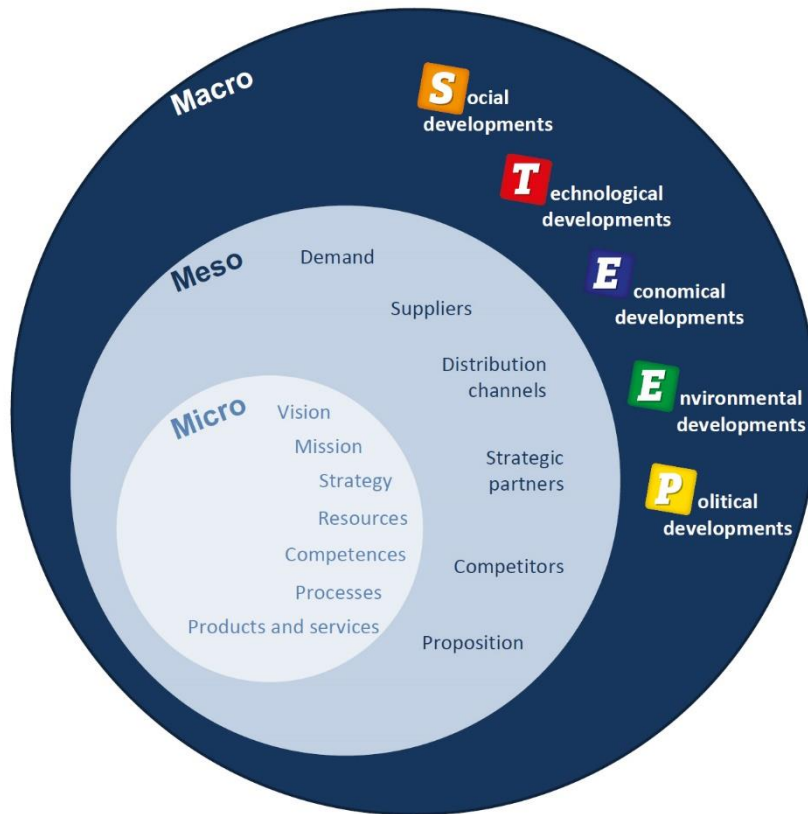 Macro
Social
developments
Technological
developments
Economical
developments
Environmental
developments
Political
developments
Meso
Demand
Suppliers
Distribution
channels
Strategic
partners
Competitors
Proposition
Micro
Vision
Mission
Strategy
Resources
Competences
Processes
Products and services